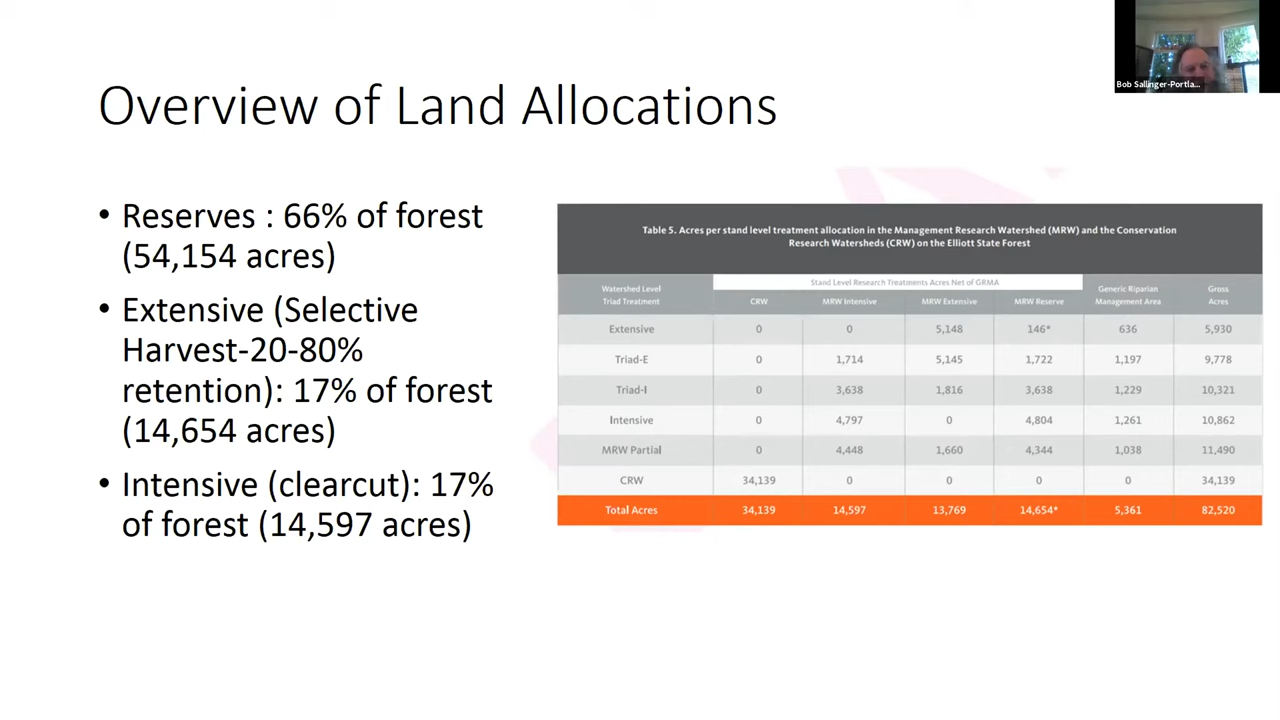 Bob Sallinger-Portla...
Overview of Land Allocations
• Reserves : 66% of forest
(54,154 acres)
• Extensive (Selective
Harvest-20-80%
retention): 17% of forest
(14,654 acres)
• Intensive (clearcut): 17%
of forest (14,597 acres)
Table 5. Acres per stand level treatment allocation in the Management Research Watershed (MRW) and the Conservation
Research Watersheds (CRW) on the Elliott State Forest
Stand Level Research Treatments Acres Net of GRMA
Watershed Level Triad Treatment CRW MRW Intensive MRW Extensive MRW Reserve Generic Riparian Management Area Gross Acres
Extensive 0 0 5,148 146* 636 5,930
Triad-E 0 1,714 5,145 1,722 1,197 9,778
Triad-I 0 3,638 1,816 3,638 1,229 10,321
Intensive 0 4,797 0 4,804 1,261 10,862
MRW Partial 0 4,448 1,660 4,344 1,038 11,490
CRW 34,139 0 0 0 0 34,139
Total Acres 34,139 14,597 13,769 14,654* 5,361 82,520